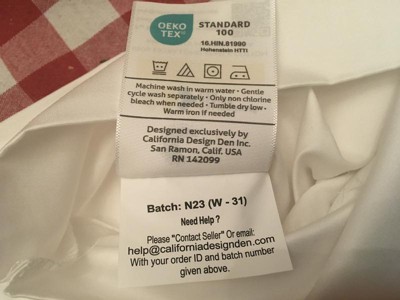 OEKO
TEX
STANDARD
100
16.HIN.81990
Hohenstein HTTI
Machine wash in warm water • Gentle
cycle wash separately • Only non chlorine
bleach when needed • Tumble dry low •
Warm iron if needed
Designed exclusively by
California Design Den Inc.
San Ramon, Calif. USA
RN 142099
Batch: N23 (W - 31)
Need Help ?
Please "Contact Seller" Or email:
help@californiadesignden.com
With your order ID and batch number
given above.